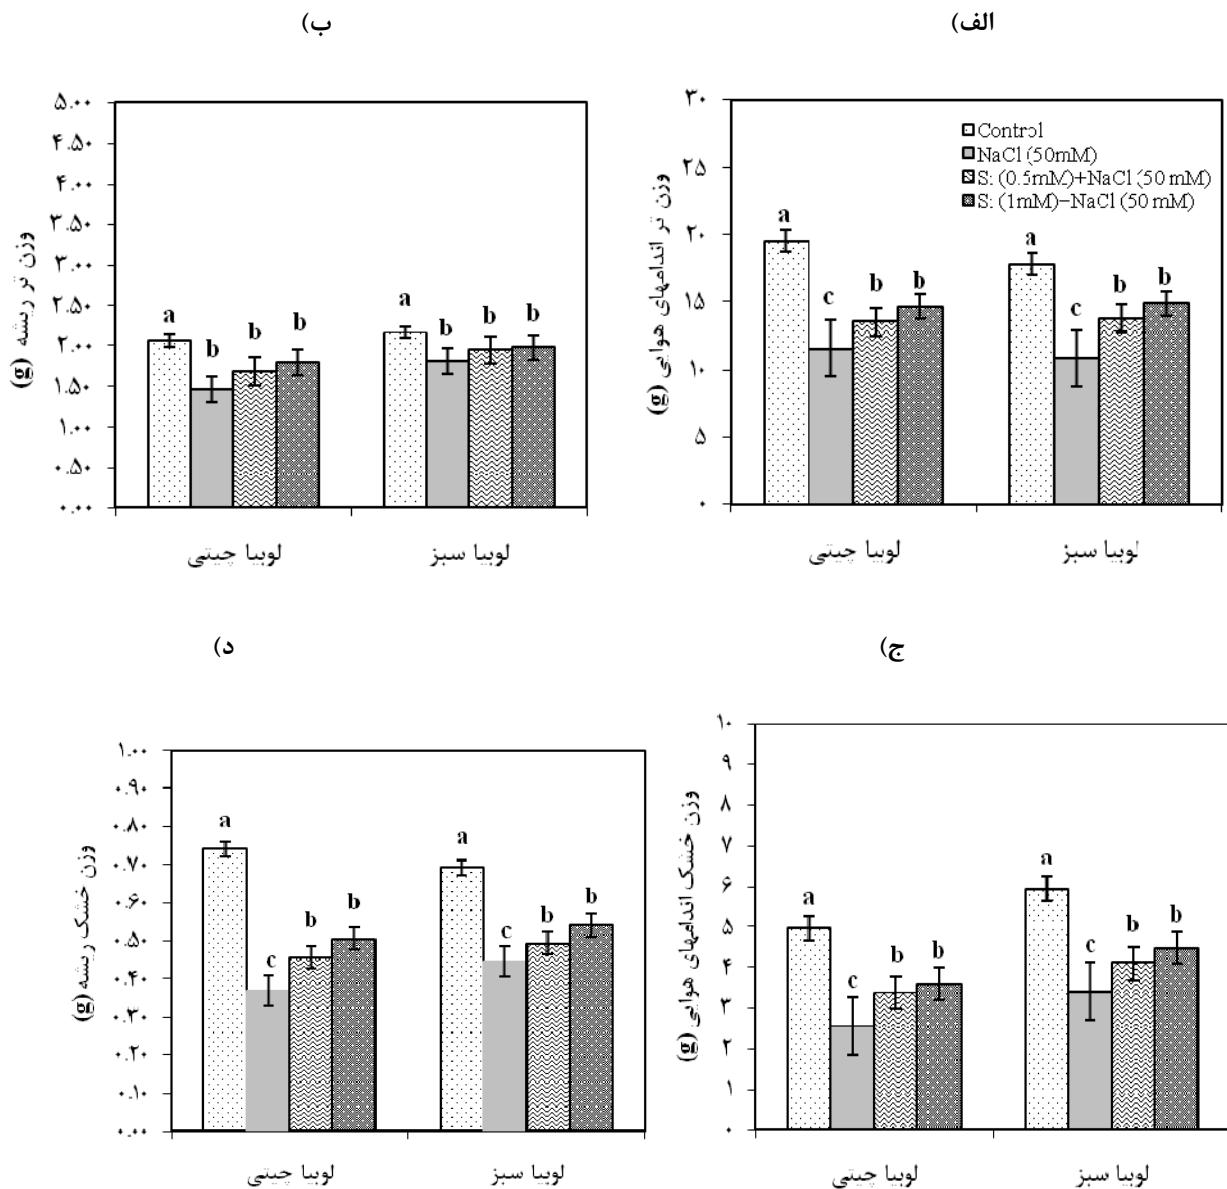 الف)
وزن تر اندامهای هوایی (g)
۳۰
۲۵
۲۰
۱۵
۱۰
۵
۰
Control
NaCl (50mM)
S: (0.5mM)+NaCl (50 mM)
S: (1mM)–NaCl (50 mM)
a
c
b
b
a
c
b
b
لوبیا چیتی
لوبیا سبز
ب)
وزن تر ریشه (g)
۵.۰۰
۴.۵۰
۴.۰۰
۳.۵۰
۳.۰۰
۲.۵۰
۲.۰۰
۱.۵۰
۱.۰۰
۰.۵۰
۰.۰۰
a
b
b
b
a
b
b
b
لوبیا چیتی
لوبیا سبز
ج)
وزن خشک اندامهای هوایی (g)
۱۰
۹
۸
۷
۶
۵
۴
۳
۲
۱
۰
a
c
b
b
a
c
b
b
لوبیا چیتی
لوبیا سبز
د)
وزن خشک ریشه (g)
۱.۰۰
۰.۹۰
۰.۸۰
۰.۷۰
۰.۶۰
۰.۵۰
۰.۴۰
۰.۳۰
۰.۲۰
۰.۱۰
۰.۰۰
a
c
b
b
a
c
b
b
لوبیا چیتی
لوبیا سبز